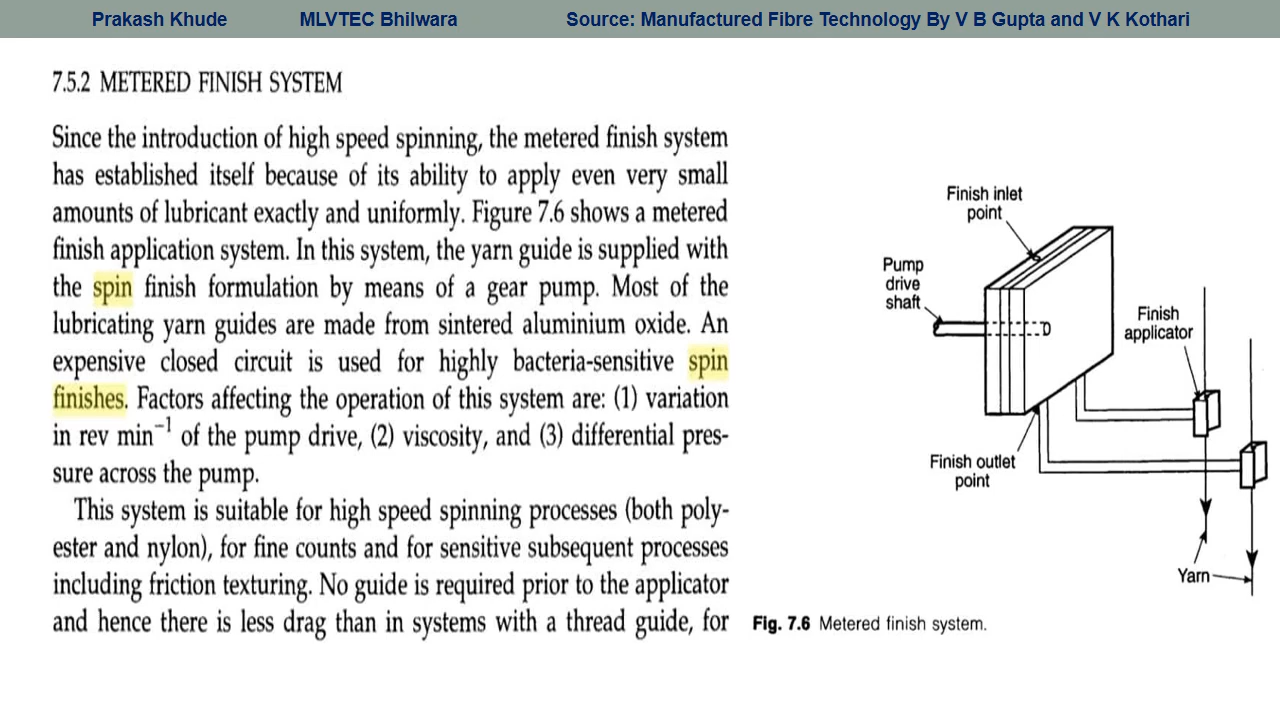 Prakash Khude MLVTEC Bhilwara Source: Manufactured Fibre Technology By V B Gupta and V K Kothari
7.5.2 METERED FINISH SYSTEM
Since the introduction of high speed spinning, the metered finish system
has established itself because of its ability to apply even very small
amounts of lubricant exactly and uniformly. Figure 7.6 shows a metered
finish application system. In this system, the yarn guide is supplied with
the spin finish formulation by means of a gear pump. Most of the
lubricating yarn guides are made from sintered aluminium oxide. An
expensive closed circuit is used for highly bacteria-sensitive spin
finishes. Factors affecting the operation of this system are: (1) variation
in rev min⁻¹ of the pump drive, (2) viscosity, and (3) differential pres-
sure across the pump.
This system is suitable for high speed spinning processes (both poly-
ester and nylon), for fine counts and for sensitive subsequent processes
including friction texturing. No guide is required prior to the applicator
and hence there is less drag than in systems with a thread guide, for
Finish inlet
point
Pump
drive
shaft
Finish
applicator
Finish outlet
point
Yarn
Fig. 7.6 Metered finish system.